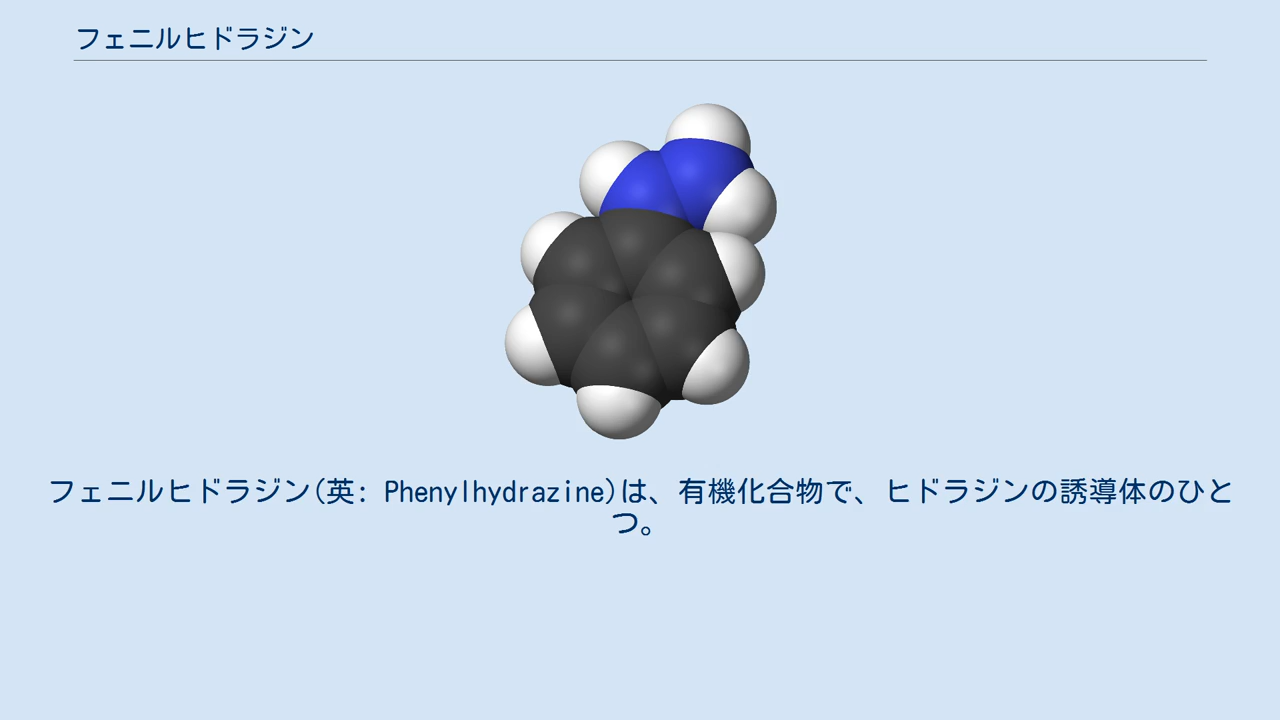 フェニルヒドラジン
フェニルヒドラジン(英: Phenylhydrazine)は、有機化合物で、ヒドラジンの誘導体のひと
つ。